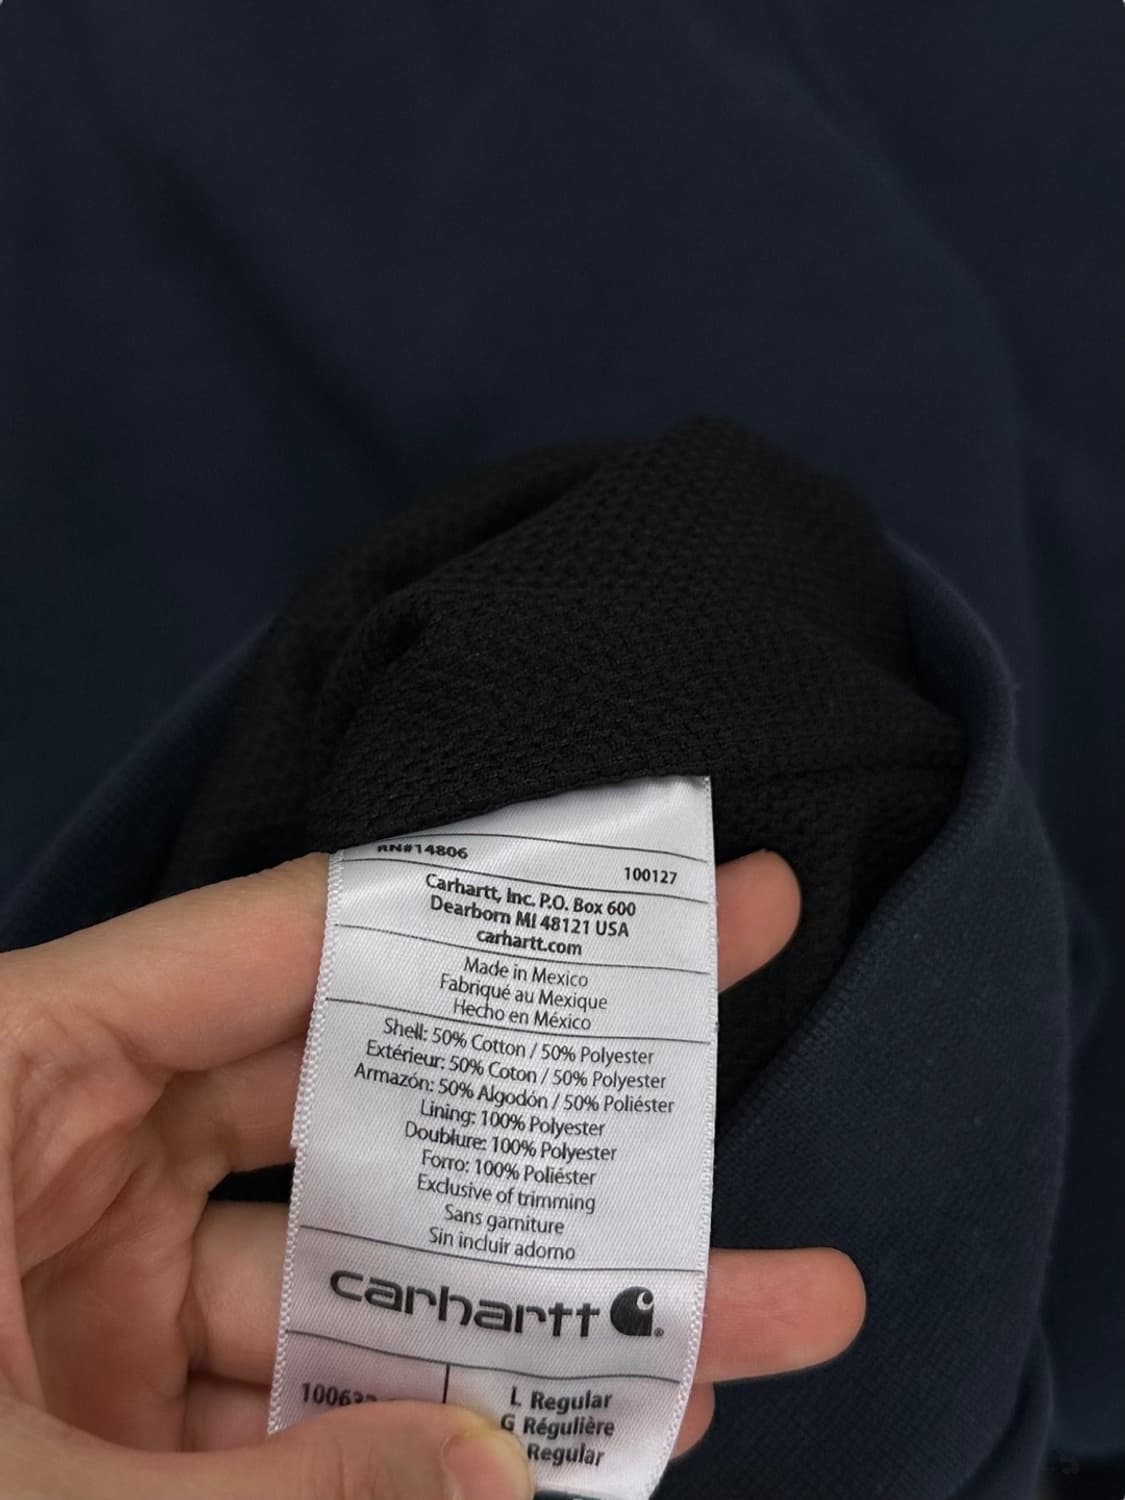 RN#14806
100127
Carhartt, Inc. P.O. Box 600
Dearborn MI 48121 USA
carhartt.com
Made in Mexico
Fabriqué au Mexique
Hecho en México
Shell: 50% Cotton / 50% Polyester
Extérieur: 50% Coton / 50% Polyester
Armazón: 50% Algodón / 50% Poliéster
Lining: 100% Polyester
Doublure: 100% Polyester
Forro: 100% Poliéster
Exclusive of trimming
Sans garniture
Sin incluir adorno
carhartt
L Regular
G Régulière
Regular